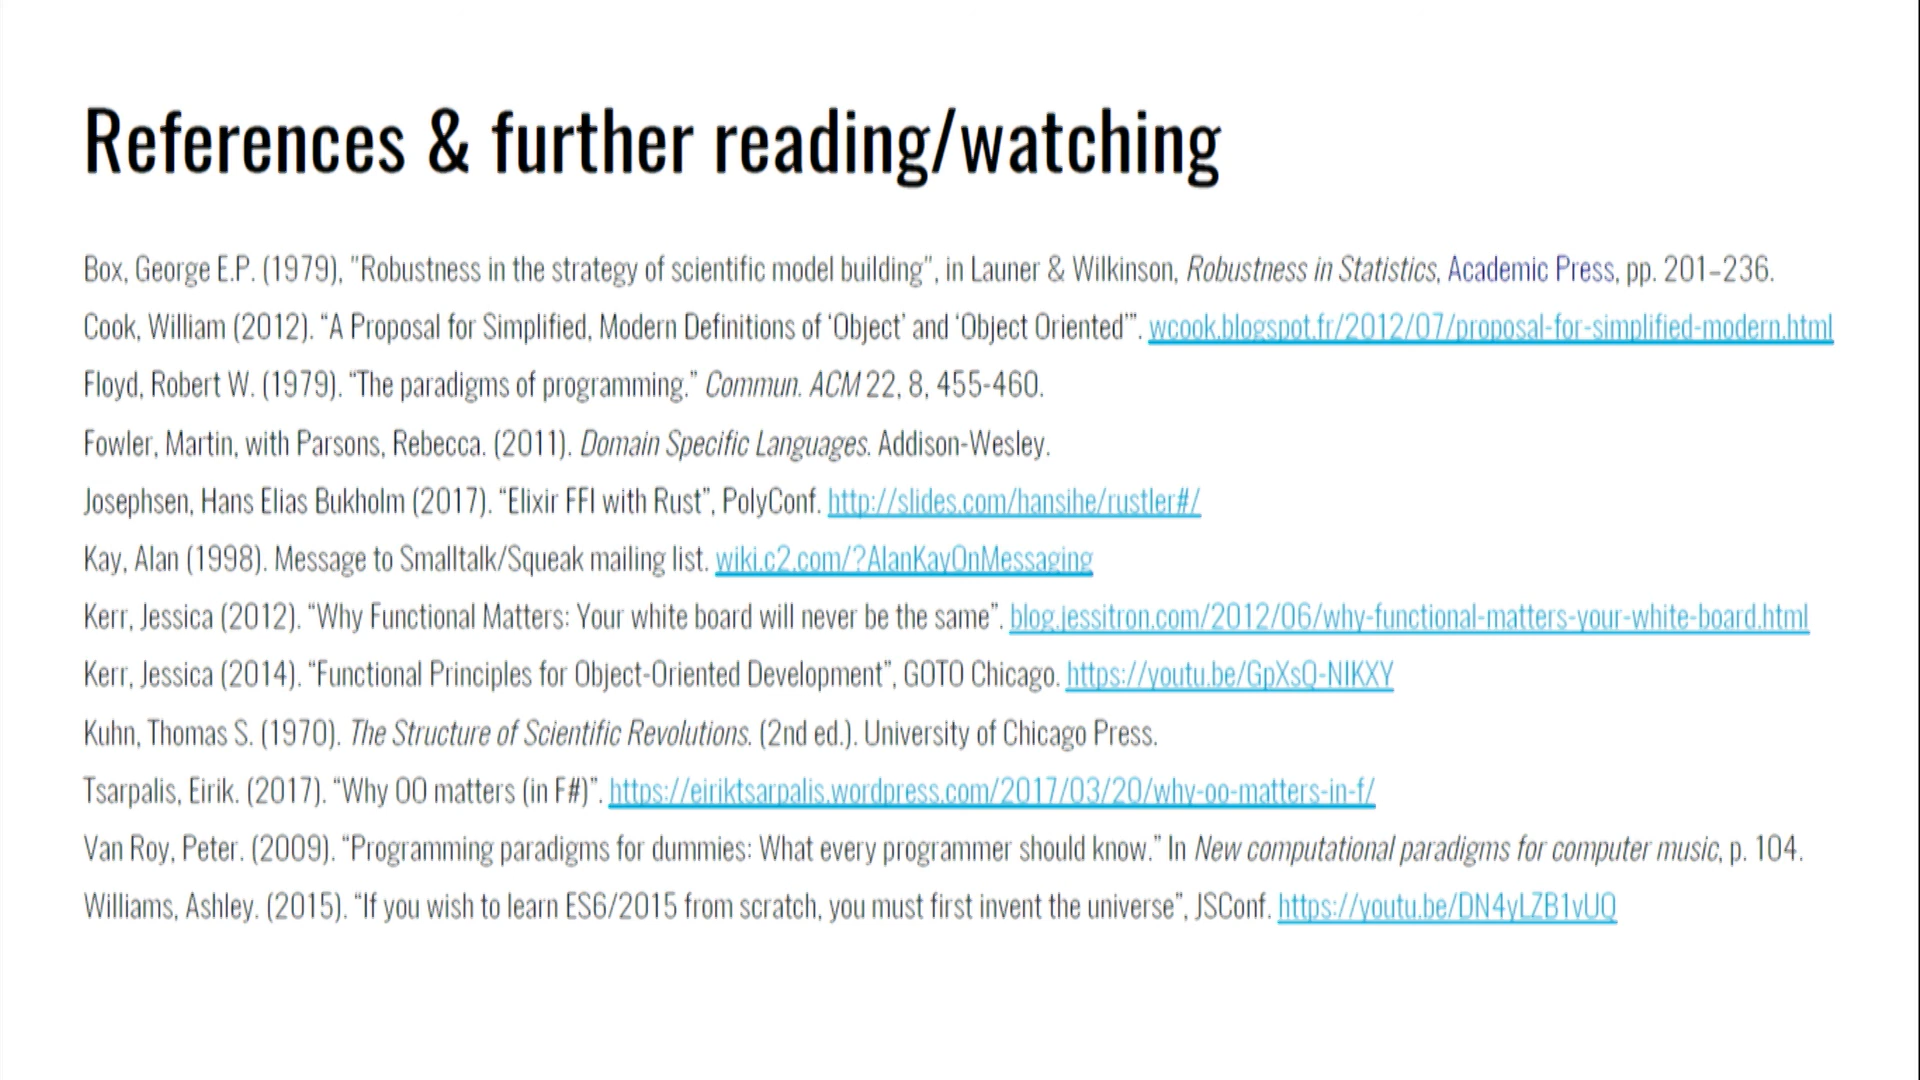 References & further reading/watching
Box, George E.P. (1979), "Robustness in the strategy of scientific model building", in Launer & Wilkinson, Robustness in Statistics, Academic Press, pp. 201–236.
Cook, William (2012). “A Proposal for Simplified, Modern Definitions of ‘Object’ and ‘Object Oriented’”. wcook.blogspot.fr/2012/07/proposal-for-simplified-modern.html
Floyd, Robert W. (1979). “The paradigms of programming.” Commun. ACM 22, 8, 455-460.
Fowler, Martin, with Parsons, Rebecca. (2011). Domain Specific Languages. Addison-Wesley.
Josephsen, Hans Elias Bukholm (2017). “Elixir FFI with Rust”, PolyConf. http://slides.com/hansihe/rustler#/
Kay, Alan (1998). Message to Smalltalk/Squeak mailing list. wiki.c2.com/?AlanKayOnMessaging
Kerr, Jessica (2012). “Why Functional Matters: Your white board will never be the same”. blog.jessitron.com/2012/06/why-functional-matters-your-white-board.html
Kerr, Jessica (2014). “Functional Principles for Object-Oriented Development”, GOTO Chicago. https://youtu.be/GpXsQ-NIKXY
Kuhn, Thomas S. (1970). The Structure of Scientific Revolutions. (2nd ed.). University of Chicago Press.
Tsarpalis, Eirik. (2017). “Why OO matters (in F#)”. https://eiriktsarpalis.wordpress.com/2017/03/20/why-oo-matters-in-f/
Van Roy, Peter. (2009). “Programming paradigms for dummies: What every programmer should know.” In New computational paradigms for computer music, p. 104.
Williams, Ashley. (2015). “If you wish to learn ES6/2015 from scratch, you must first invent the universe”, JSConf. https://youtu.be/DN4yLZB1vUQ